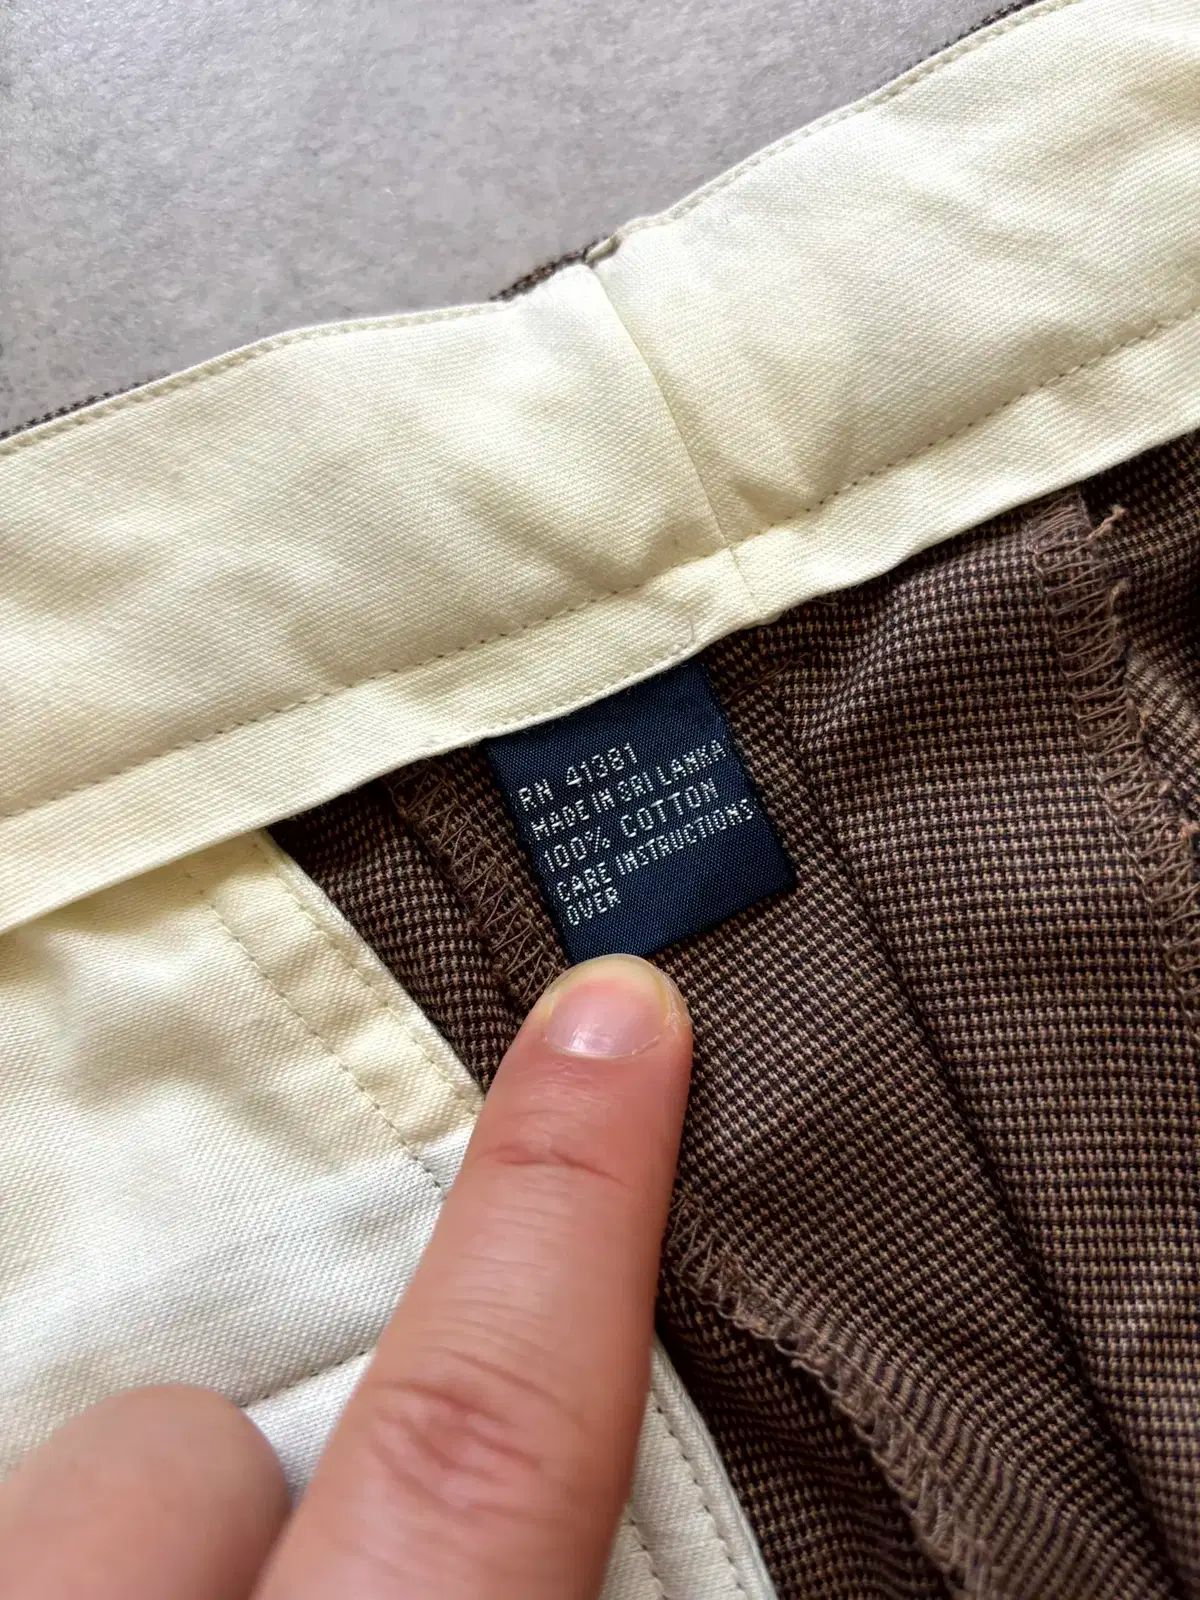 RN 41381
MADE IN SRI LANKA
100% COTTON
CARE INSTRUCTIONS
OVER